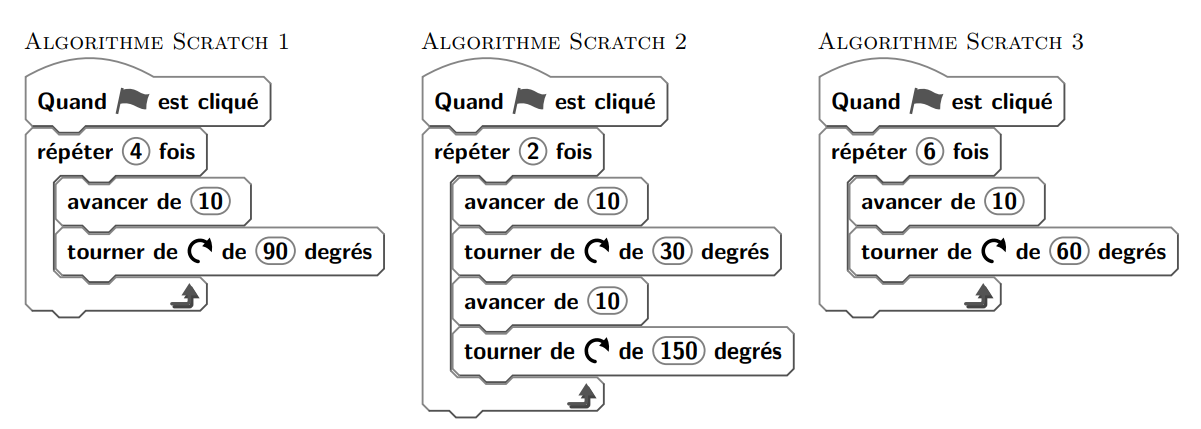 ALGORITHME SCRATCH 1
Quand est cliqué
répéter 4 fois
avancer de 10
tourner de de 90 degrés
ALGORITHME SCRATCH 2
Quand est cliqué
répéter 2 fois
avancer de 10
tourner de de 30 degrés
avancer de 10
tourner de de 150 degrés
ALGORITHME SCRATCH 3
Quand est cliqué
répéter 6 fois
avancer de 10
tourner de de 60 degrés